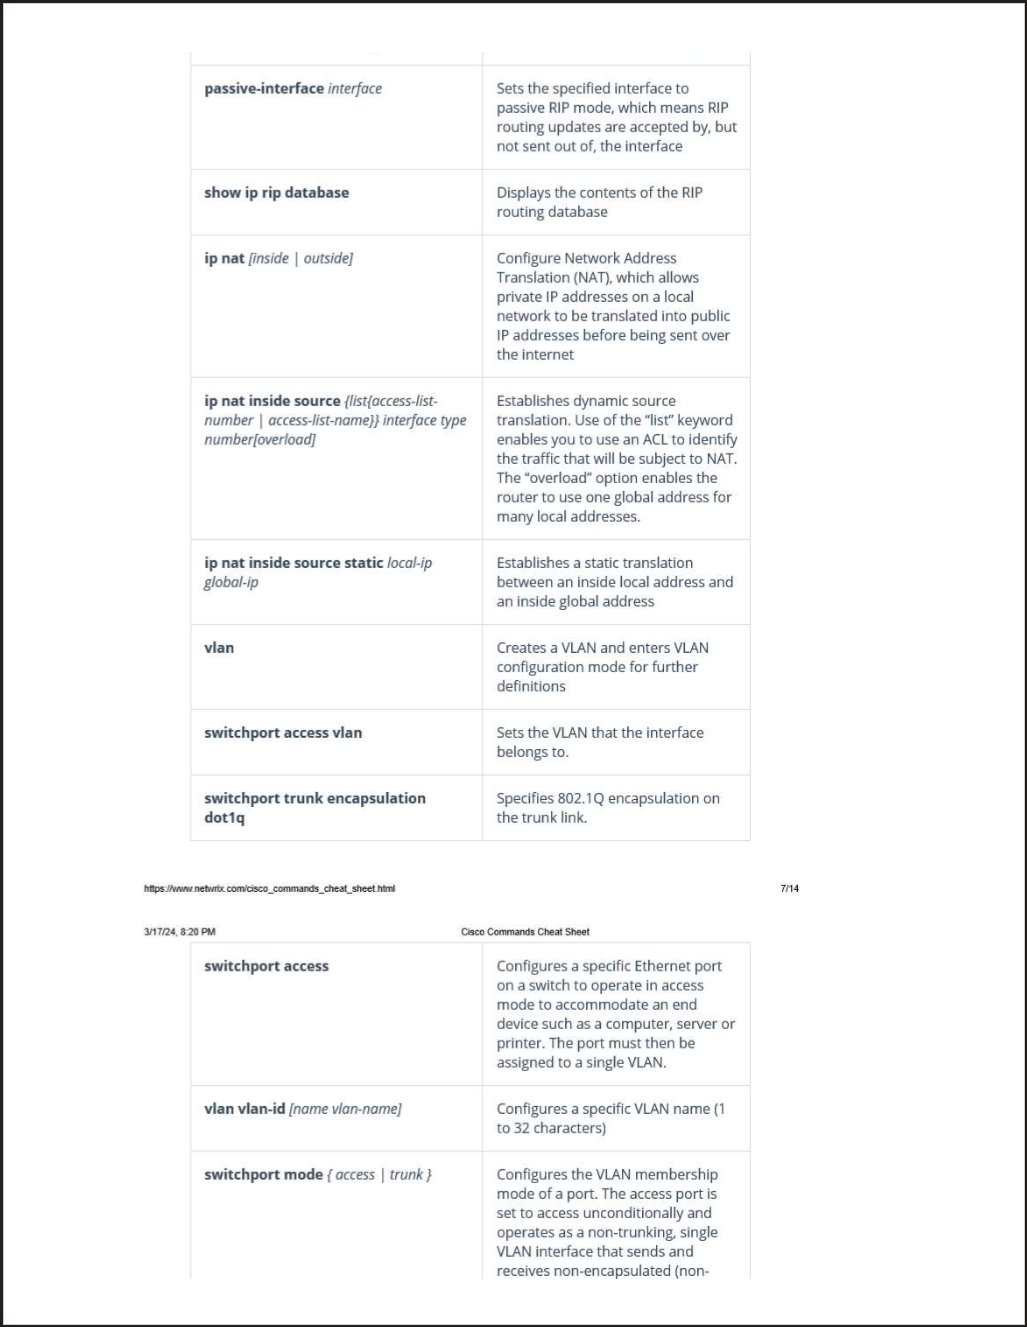 passive-interface interface
Sets the specified interface to
passive RIP mode, which means RIP
routing updates are accepted by, but
not sent out of, the interface
show ip rip database
Displays the contents of the RIP
routing database
ip nat [inside | outside]
Configure Network Address
Translation (NAT), which allows
private IP addresses on a local
network to be translated into public
IP addresses before being sent over
the internet
ip nat inside source {list{access-list-
number | access-list-name}} interface type
number[overload]
Establishes dynamic source
translation. Use of the “list” keyword
enables you to use an ACL to identify
the traffic that will be subject to NAT.
The “overload” option enables the
router to use one global address for
many local addresses.
ip nat inside source static local-ip
global-ip
Establishes a static translation
between an inside local address and
an inside global address
vlan
Creates a VLAN and enters VLAN
configuration mode for further
definitions
switchport access vlan
Sets the VLAN that the interface
belongs to.
switchport trunk encapsulation
dot1q
Specifies 802.1Q encapsulation on
the trunk link.
https://www.netwrix.com/cisco_commands_cheat_sheet.html 7/14
3/17/24, 8:20 PM Cisco Commands Cheat Sheet
switchport access
Configures a specific Ethernet port
on a switch to operate in access
mode to accommodate an end
device such as a computer, server or
printer. The port must then be
assigned to a single VLAN.
vlan vlan-id [name vlan-name]
Configures a specific VLAN name (1
to 32 characters)
switchport mode { access | trunk }
Configures the VLAN membership
mode of a port. The access port is
set to access unconditionally and
operates as a non-trunking, single
VLAN interface that sends and
receives non-encapsulated (non-